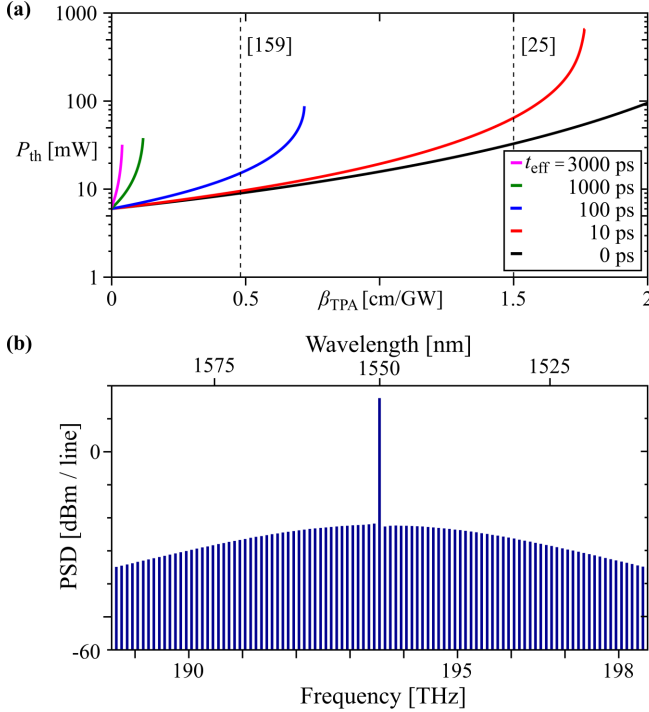 (a)
1000
100
10
1
P_th [mW]
[159]
[25]
t_eff = 3000 ps
1000 ps
100 ps
10 ps
0 ps
0
0.5
1
1.5
2
β_TPA [cm/GW]
(b)
Wavelength [nm]
1575
1550
1525
PSD [dBm / line]
0
-60
190
195
198
Frequency [THz]